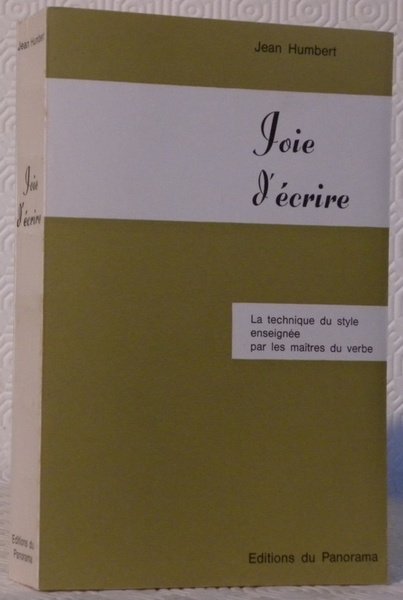 Jean Humbert
Joie
d'écrire
La technique du style
enseignée
par les maîtres du verbe
Editions du Panorama
Jean Humbert
Joie
d'écrire
Editions du
Panorama